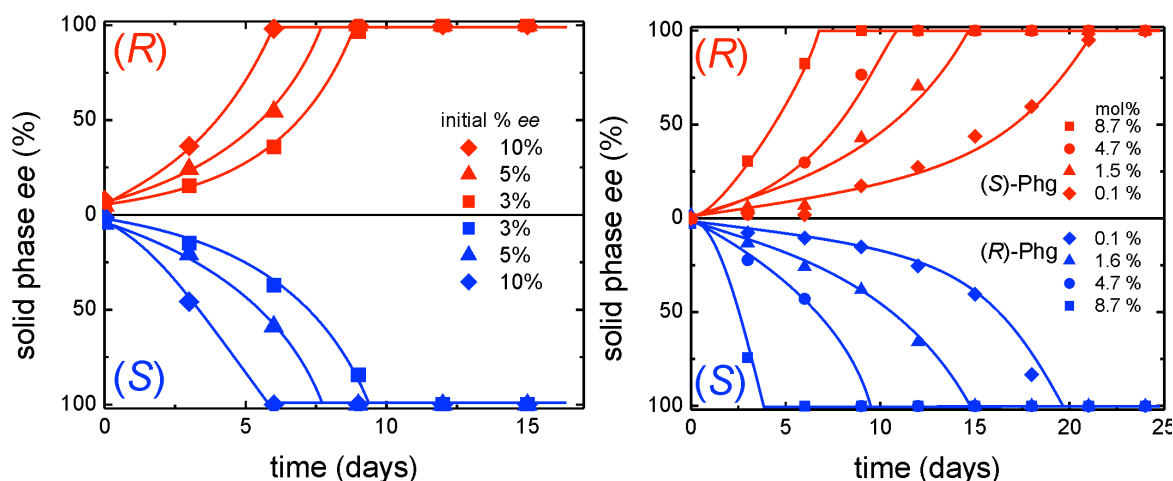 100
50
0
50
100
solid phase ee (%)
(R)
(S)
initial % ee
10%
5%
3%
3%
5%
10%
0
5
10
15
time (days)
100
50
0
50
100
solid phase ee (%)
(R)
(S)
mol%
8.7 %
4.7 %
1.5 %
(S)-Phg 0.1 %
(R)-Phg 0.1 %
1.6 %
4.7 %
8.7 %
0
5
10
15
20
25
time (days)